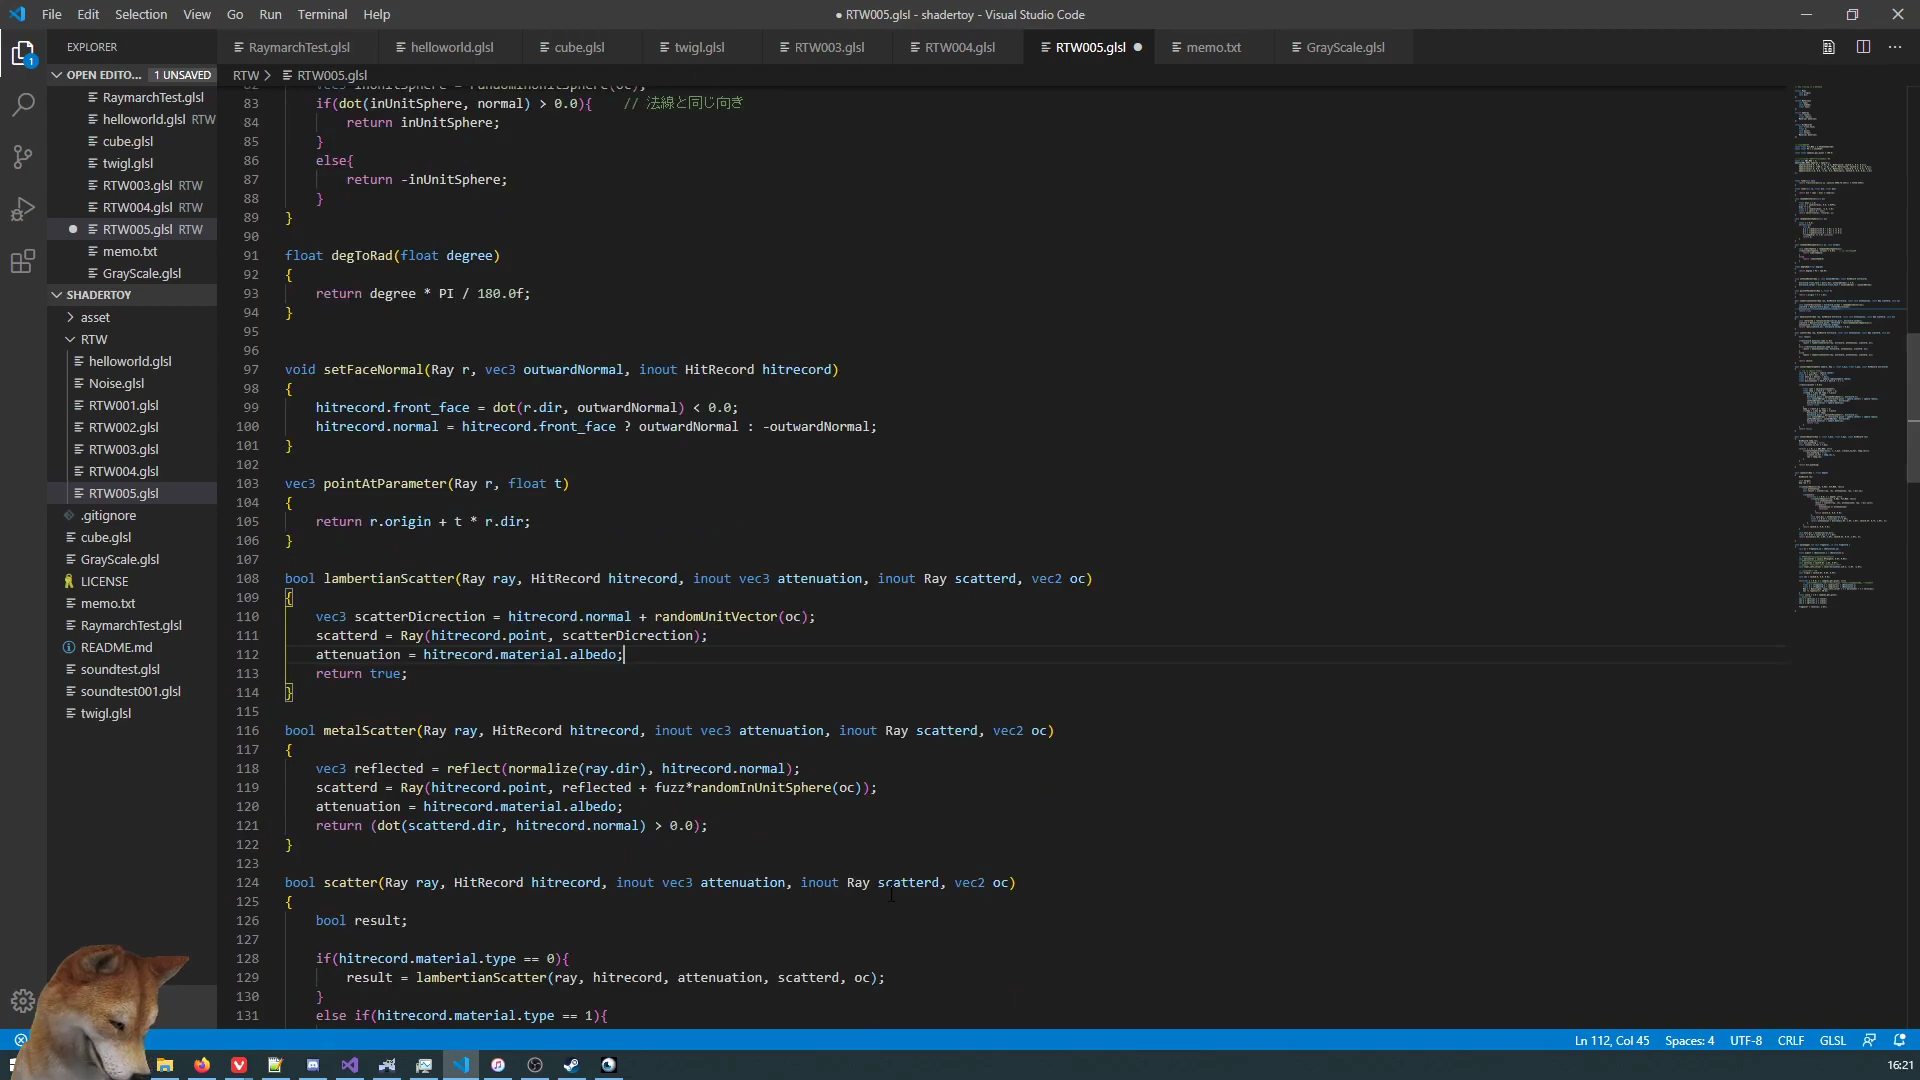 File Edit Selection View Go Run Terminal Help
● RTW005.glsl - shadertoy - Visual Studio Code
EXPLORER
RaymarchTest.glsl helloworld.glsl cube.glsl twigl.glsl RTW003.glsl RTW004.glsl RTW005.glsl memo.txt GrayScale.glsl
OPEN EDITO... 1 UNSAVED
RaymarchTest.glsl
helloworld.glsl RTW
cube.glsl
twigl.glsl
RTW003.glsl RTW
RTW004.glsl RTW
RTW005.glsl RTW
memo.txt
GrayScale.glsl
SHADERTOY
asset
RTW
helloworld.glsl
Noise.glsl
RTW001.glsl
RTW002.glsl
RTW003.glsl
RTW004.glsl
RTW005.glsl
.gitignore
cube.glsl
GrayScale.glsl
LICENSE
memo.txt
RaymarchTest.glsl
README.md
soundtest.glsl
soundtest001.glsl
twigl.glsl
RTW > RTW005.glsl
83 if(dot(inUnitSphere, normal) > 0.0){ // 法線と同じ向き
84 return inUnitSphere;
85 }
86 else{
87 return -inUnitSphere;
88 }
89 }
90
91 float degToRad(float degree)
92 {
93 return degree * PI / 180.0f;
94 }
95
96
97 void setFaceNormal(Ray r, vec3 outwardNormal, inout HitRecord hitrecord)
98 {
99 hitrecord.front_face = dot(r.dir, outwardNormal) < 0.0;
100 hitrecord.normal = hitrecord.front_face ? outwardNormal : -outwardNormal;
101 }
102
103 vec3 pointAtParameter(Ray r, float t)
104 {
105 return r.origin + t * r.dir;
106 }
107
108 bool lambertianScatter(Ray ray, HitRecord hitrecord, inout vec3 attenuation, inout Ray scatterd, vec2 oc)
109 {
110 vec3 scatterDicrection = hitrecord.normal + randomUnitVector(oc);
111 scatterd = Ray(hitrecord.point, scatterDicrection);
112 attenuation = hitrecord.material.albedo;
113 return true;
114 }
115
116 bool metalScatter(Ray ray, HitRecord hitrecord, inout vec3 attenuation, inout Ray scatterd, vec2 oc)
117 {
118 vec3 reflected = reflect(normalize(ray.dir), hitrecord.normal);
119 scatterd = Ray(hitrecord.point, reflected + fuzz*randomInUnitSphere(oc));
120 attenuation = hitrecord.material.albedo;
121 return (dot(scatterd.dir, hitrecord.normal) > 0.0);
122 }
123
124 bool scatter(Ray ray, HitRecord hitrecord, inout vec3 attenuation, inout Ray scatterd, vec2 oc)
125 {
126 bool result;
127
128 if(hitrecord.material.type == 0){
129 result = lambertianScatter(ray, hitrecord, attenuation, scatterd, oc);
130 }
131 else if(hitrecord.material.type == 1){
Ln 112, Col 45 Spaces: 4 UTF-8 CRLF GLSL
16:21